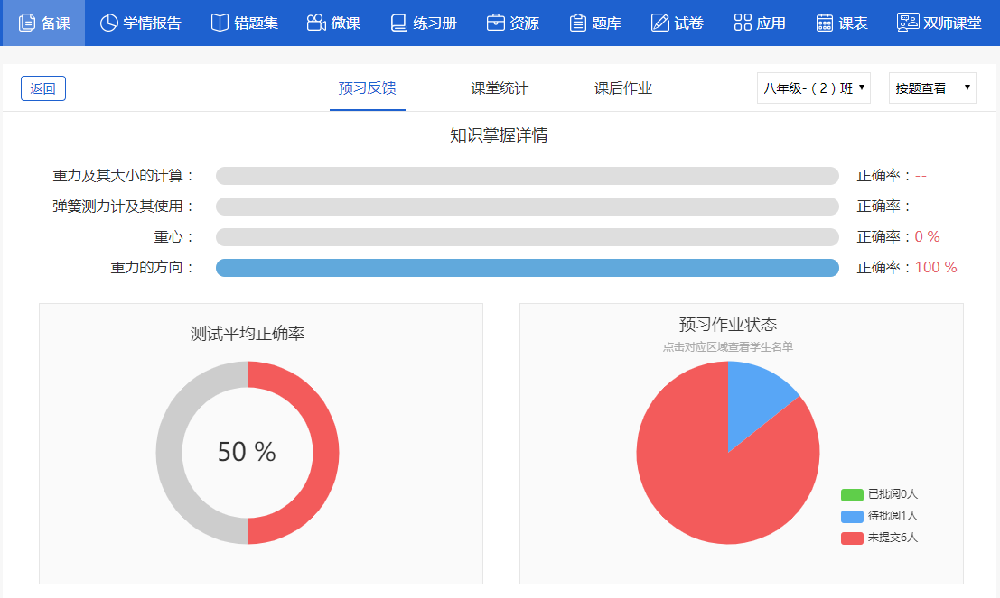 备课 学情报告 错题集 微课 练习册 资源 题库 试卷 应用 课表 双师课堂
返回 预习反馈 课堂统计 课后作业 八年级-（2）班 按题查看
知识掌握详情
重力及其大小的计算： 正确率：--
弹簧测力计及其使用： 正确率：--
重心： 正确率：0 %
重力的方向： 正确率：100 %
测试平均正确率
50 %
预习作业状态
点击对应区域查看学生名单
已批阅0人
待批阅1人
未提交6人